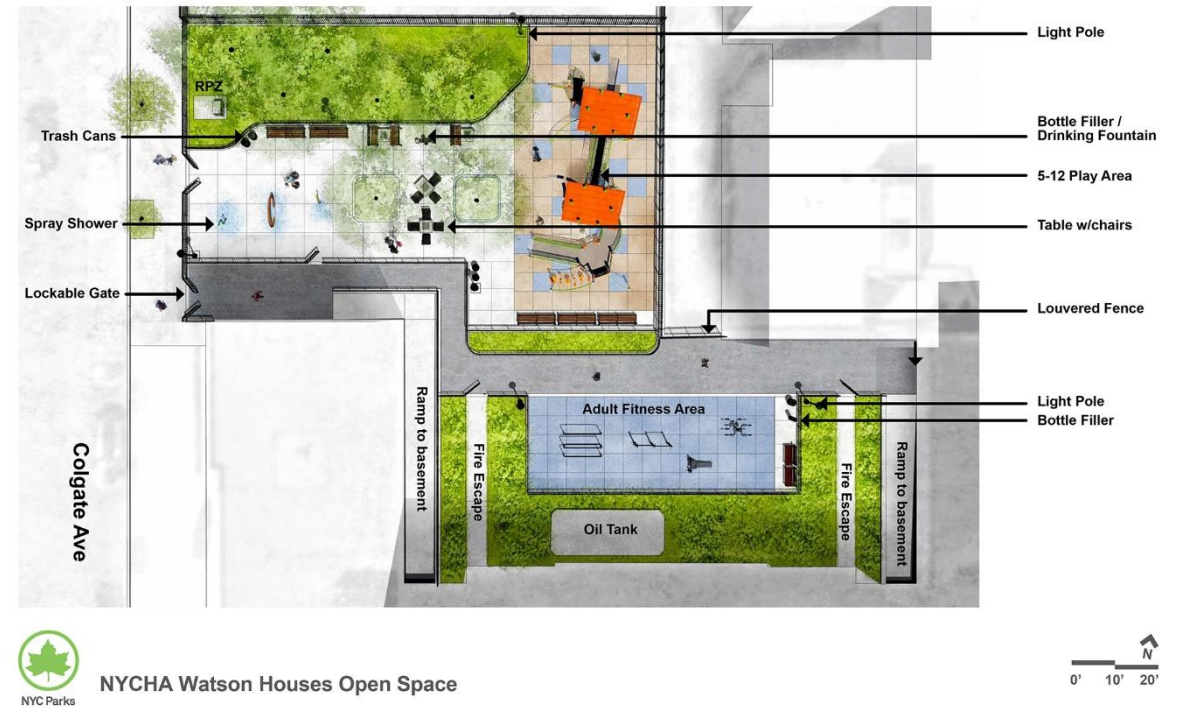 Light Pole
RPZ
Trash Cans
Bottle Filler /
Drinking Fountain
5-12 Play Area
Spray Shower
Table w/chairs
Lockable Gate
Louvered Fence
Light Pole
Adult Fitness Area
Bottle Filler
Ramp to basement
Fire Escape
Fire Escape
Ramp to basement
Colgate Ave
Oil Tank
NYC Parks
NYCHA Watson Houses Open Space
N
0' 10' 20'